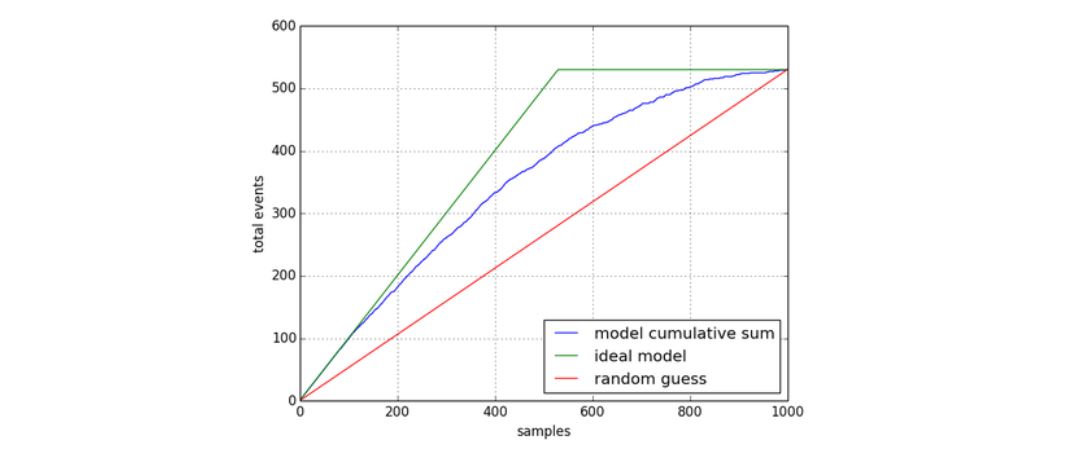 600
500
400
300
200
100
0
total events
model cumulative sum
ideal model
random guess
0 200 400 600 800 1000
samples